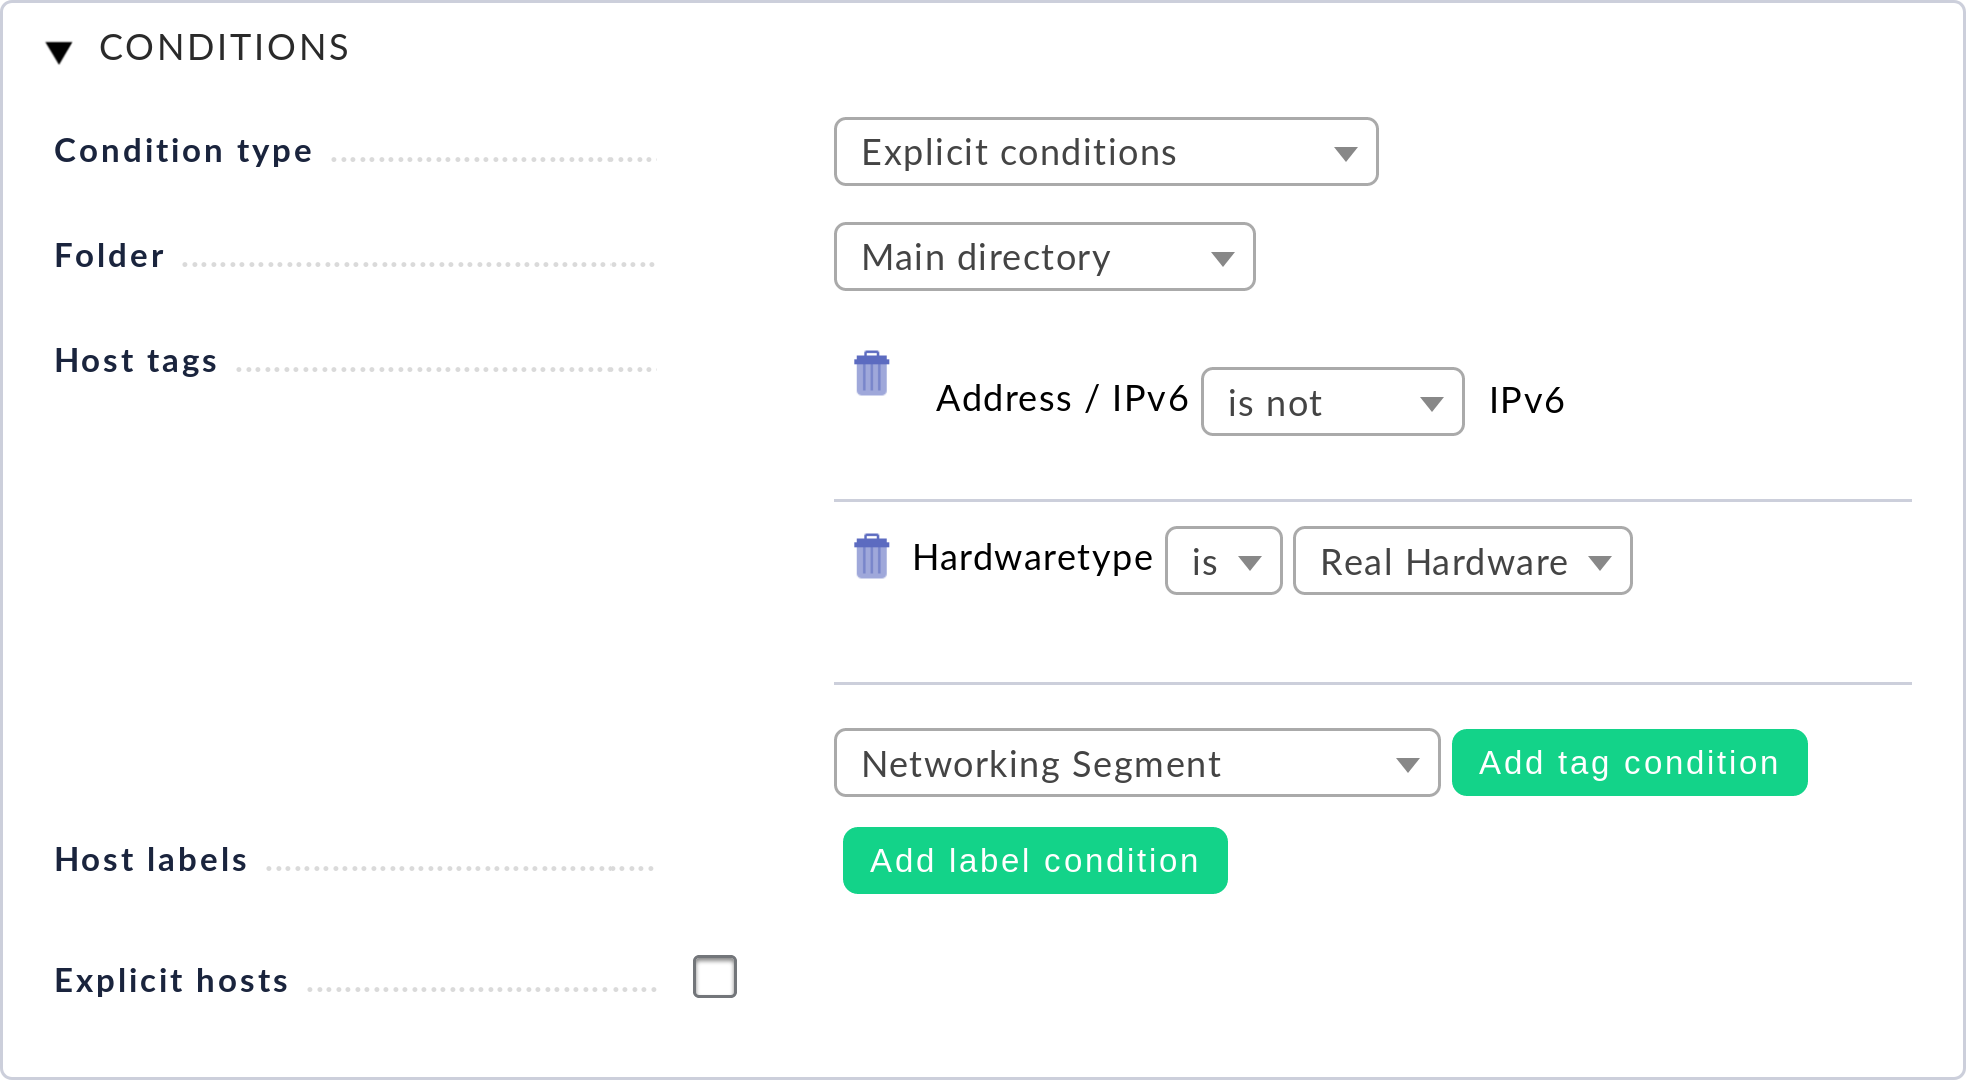 CONDITIONS
Condition type Explicit conditions
Folder Main directory
Host tags Address / IPv6 is not IPv6
Hardwaretype is Real Hardware
Networking Segment Add tag condition
Host labels Add label condition
Explicit hosts